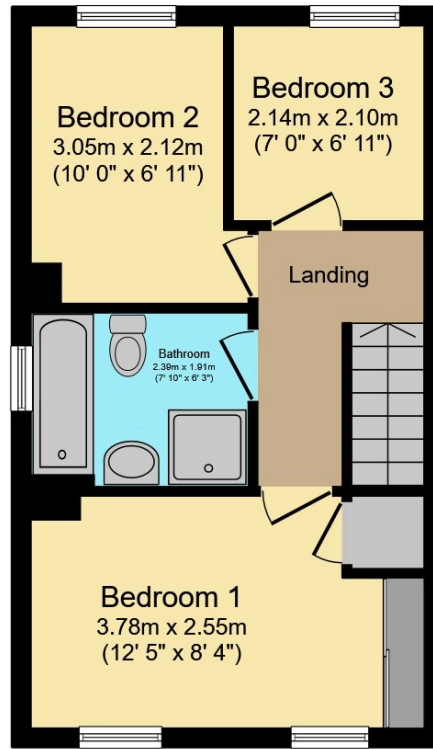 Bedroom 2
3.05m x 2.12m
(10' 0" x 6' 11")
Bedroom 3
2.14m x 2.10m
(7' 0" x 6' 11")
Landing
Bathroom
2.39m x 1.91m
(7' 10" x 6' 3")
Bedroom 1
3.78m x 2.55m
(12' 5" x 8' 4")